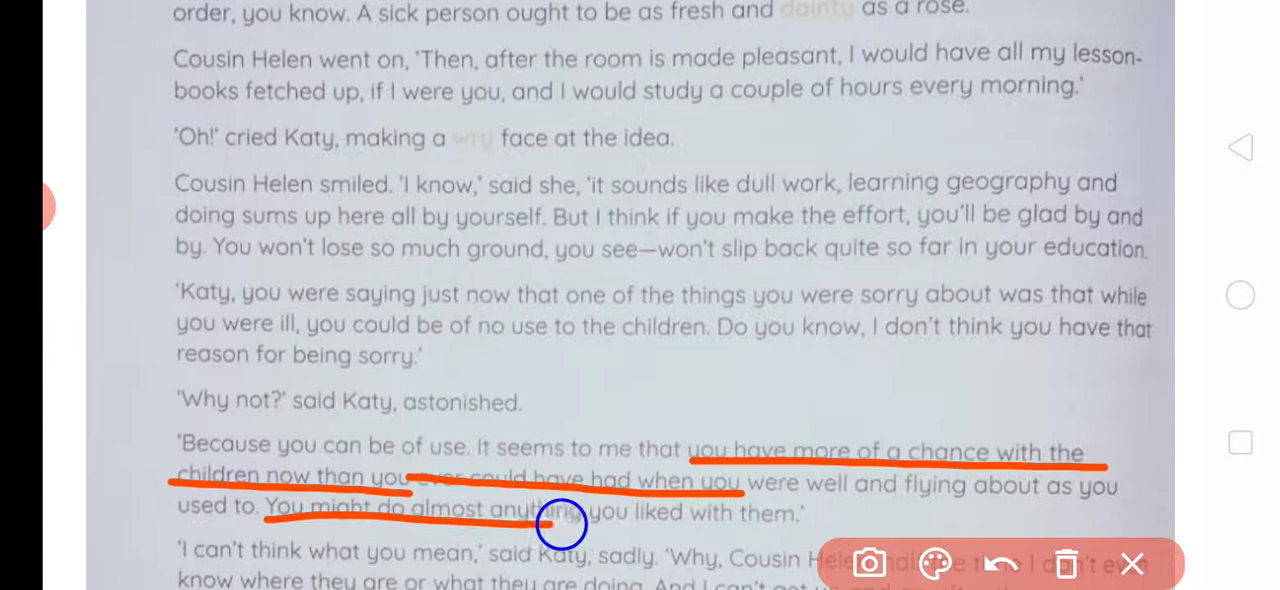 order, you know. A sick person ought to be as fresh and dainty as a rose.
Cousin Helen went on, 'Then, after the room is made pleasant, I would have all my lesson-
books fetched up, if I were you, and I would study a couple of hours every morning.'
'Oh!' cried Katy, making a wry face at the idea.
Cousin Helen smiled. 'I know,' said she, 'it sounds like dull work, learning geography and
doing sums up here all by yourself. But I think if you make the effort, you'll be glad by and
by. You won't lose so much ground, you see—won't slip back quite so far in your education.
'Katy, you were saying just now that one of the things you were sorry about was that while
you were ill, you could be of no use to the children. Do you know, I don't think you have that
reason for being sorry.'
'Why not?' said Katy, astonished.
'Because you can be of use. It seems to me that you have more of a chance with the
children now than you ever could have had when you were well and flying about as you
used to. You might do almost anything you liked with them.'
'I can't think what you mean,' said Katy, sadly. 'Why, Cousin Helen, half the time I don't even
know where they are or what they are doing. And I can't get up